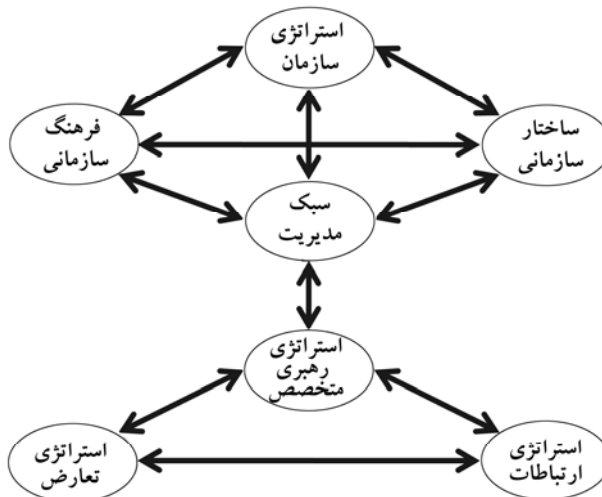 استراتژی
سازمان
ساختار
سازمانی
فرهنگ
سازمانی
سبک
مدیریت
استراتژی
رهبری
متخصص
استراتژی
ارتباطات
استراتژی
تعارض